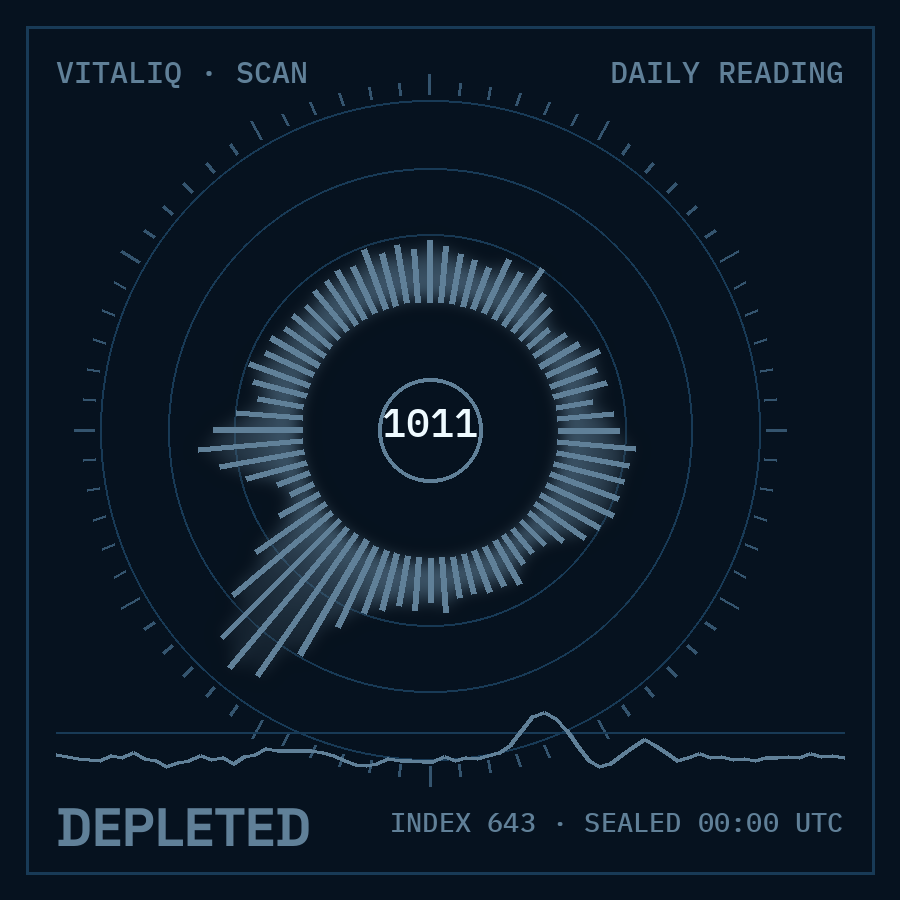 VITALIQ · SCAN
DAILY READING
1011
DEPLETED
INDEX 643 · SEALED 00:00 UTC